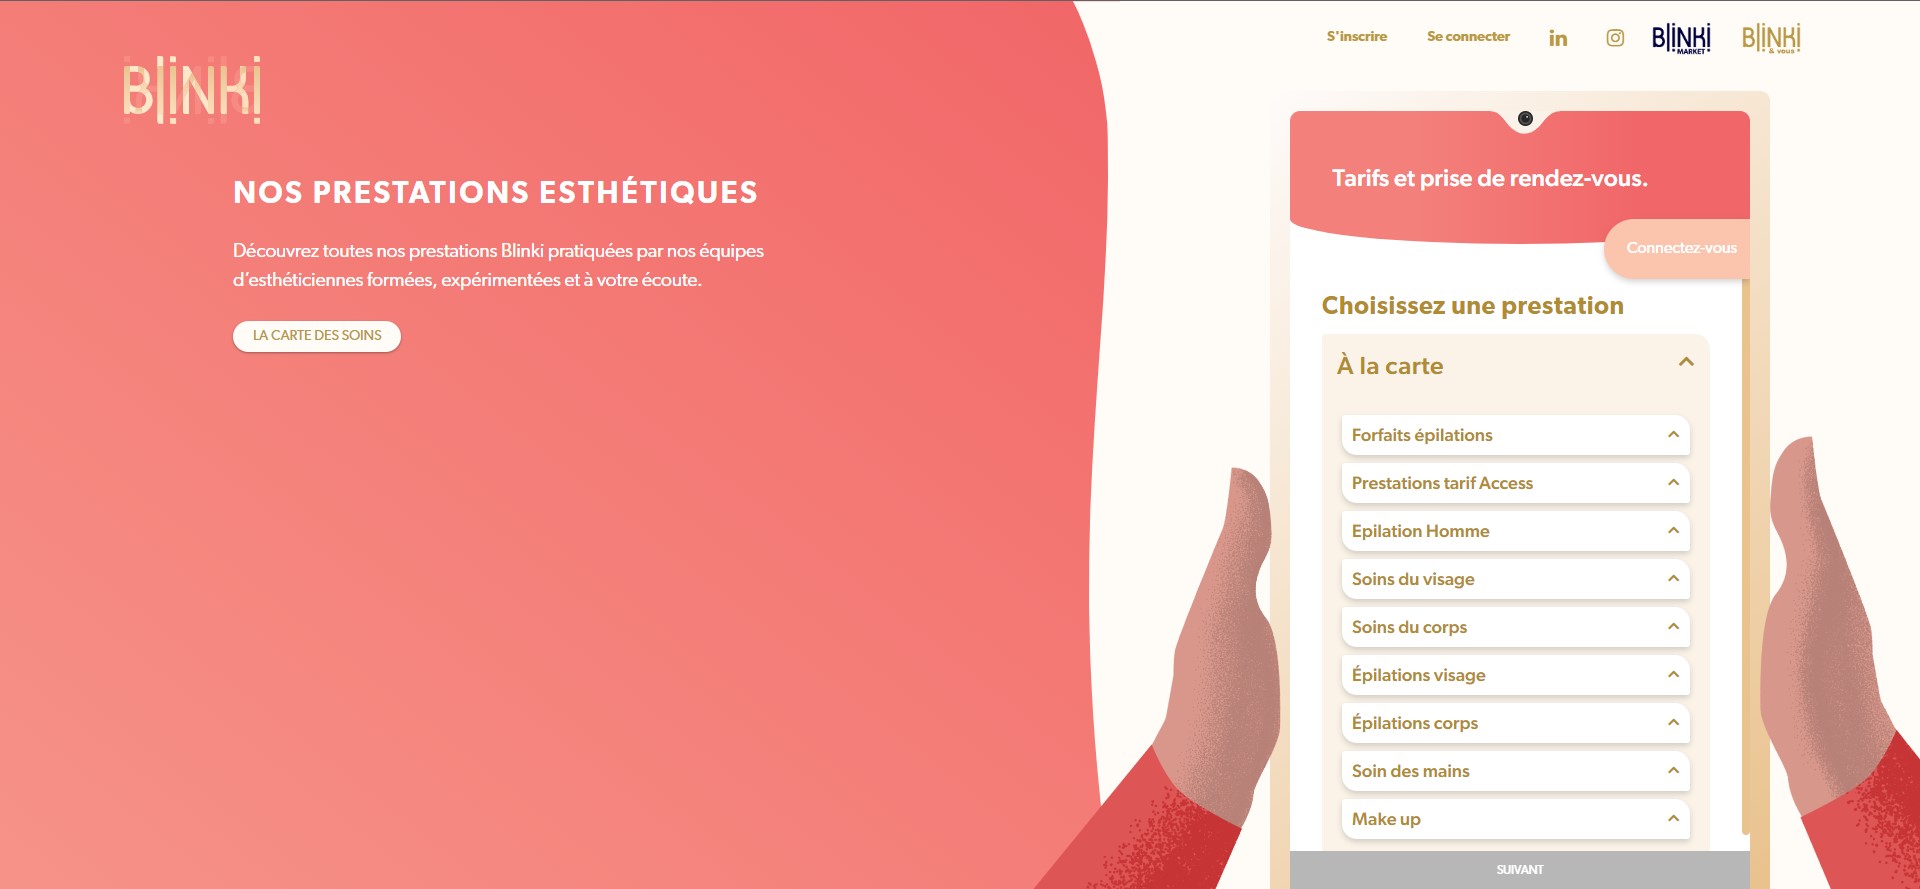 S'inscrire
Se connecter
in
BLINKI MARKET
BLINKI & vous
BLINKI
NOS PRESTATIONS ESTHÉTIQUES
Découvrez toutes nos prestations Blinki pratiquées par nos équipes
d’esthéticiennes formées, expérimentées et à votre écoute.
LA CARTE DES SOINS
Tarifs et prise de rendez-vous.
Connectez-vous
Choisissez une prestation
À la carte
Forfaits épilations
Prestations tarif Access
Epilation Homme
Soins du visage
Soins du corps
Épilations visage
Épilations corps
Soin des mains
Make up
SUIVANT